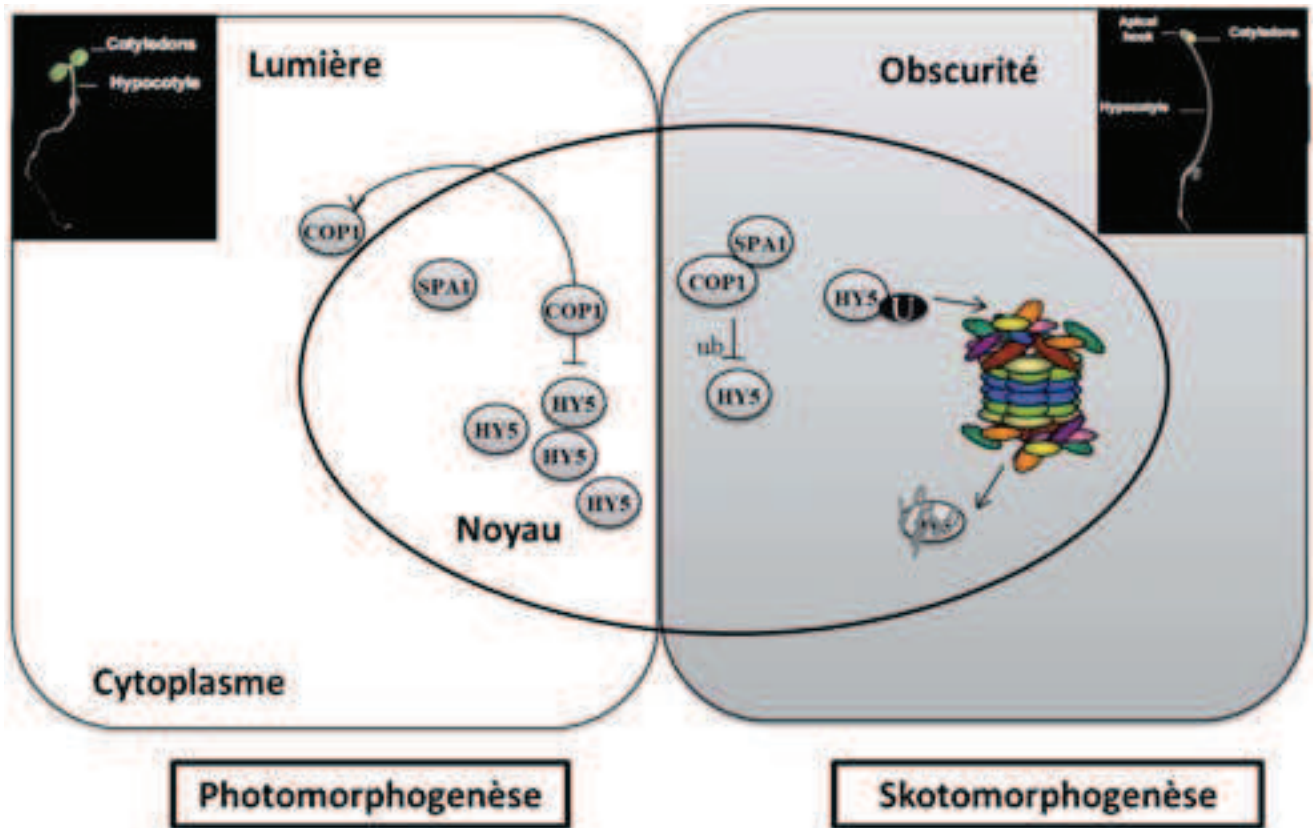 Cotyledons
Hypocotyle
Lumière
Obscurité
Apical
hook
Cotyledons
Hypocotyle
COP1
SPA1
COP1
HY5
HY5
HY5
HY5
Noyau
Cytoplasme
SPA1
COP1
ub
HY5
HY5
U
Photomorphogenèse
Skotomorphogenèse